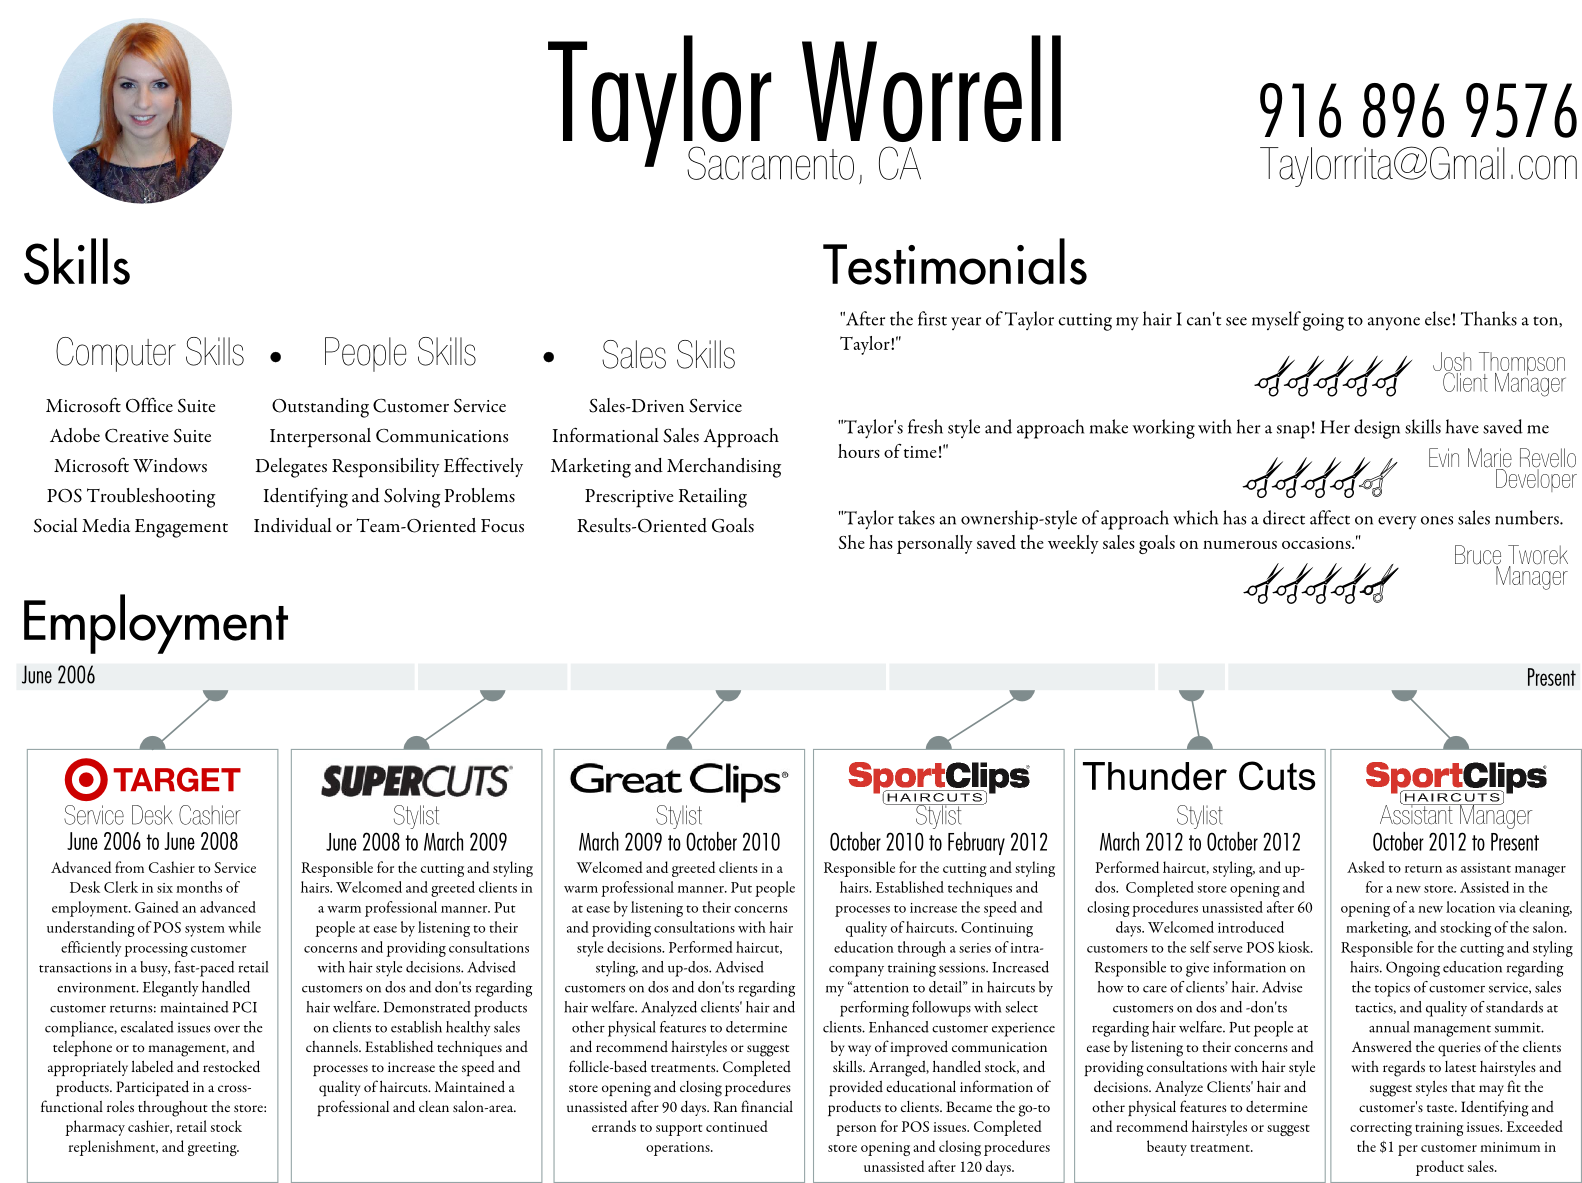 Taylor Worrell
Sacramento, CA
916 896 9576
Taylorrrita@Gmail.com
Skills
Computer Skills • People Skills • Sales Skills
Microsoft Office Suite
Adobe Creative Suite
Microsoft Windows
POS Troubleshooting
Social Media Engagement
Outstanding Customer Service
Interpersonal Communications
Delegates Responsibility Effectively
Identifying and Solving Problems
Individual or Team-Oriented Focus
Sales-Driven Service
Informational Sales Approach
Marketing and Merchandising
Prescriptive Retailing
Results-Oriented Goals
Testimonials
"After the first year of Taylor cutting my hair I can't see myself going to anyone else! Thanks a ton,
Taylor!"
Josh Thompson
Client Manager
"Taylor's fresh style and approach make working with her a snap! Her design skills have saved me
hours of time!"
Evin Marie Revello
Developer
"Taylor takes an ownership-style of approach which has a direct affect on every ones sales numbers.
She has personally saved the weekly sales goals on numerous occasions."
Bruce Tworek
Manager
Employment
June 2006
Present
TARGET
Service Desk Cashier
June 2006 to June 2008
Advanced from Cashier to Service
Desk Clerk in six months of
employment. Gained an advanced
understanding of POS system while
efficiently processing customer
transactions in a busy, fast-paced retail
environment. Elegantly handled
customer returns: maintained PCI
compliance, escalated issues over the
telephone or to management, and
appropriately labeled and restocked
products. Participated in a cross-
functional roles throughout the store:
pharmacy cashier, retail stock
replenishment, and greeting.
SUPERCUTS
Stylist
June 2008 to March 2009
Responsible for the cutting and styling
hairs. Welcomed and greeted clients in
a warm professional manner. Put
people at ease by listening to their
concerns and providing consultations
with hair style decisions. Advised
customers on dos and don'ts regarding
hair welfare. Demonstrated products
on clients to establish healthy sales
channels. Established techniques and
processes to increase the speed and
quality of haircuts. Maintained a
professional and clean salon-area.
Great Clips®
Stylist
March 2009 to October 2010
Welcomed and greeted clients in a
warm professional manner. Put people
at ease by listening to their concerns
and providing consultations with hair
style decisions. Performed haircut,
styling, and up-dos. Advised
customers on dos and don'ts regarding
hair welfare. Analyzed clients' hair and
other physical features to determine
and recommend hairstyles or suggest
follicle-based treatments. Completed
store opening and closing procedures
unassisted after 90 days. Ran financial
errands to support continued
operations.
SportClips
HAIRCUTS
Stylist
October 2010 to February 2012
Responsible for the cutting and styling
hairs. Established techniques and
processes to increase the speed and
quality of haircuts. Continuing
education through a series of intra-
company training sessions. Increased
my “attention to detail” in haircuts by
performing followups with select
clients. Enhanced customer experience
by way of improved communication
skills. Arranged, handled stock, and
provided educational information of
products to clients. Became the go-to
person for POS issues. Completed
store opening and closing procedures
unassisted after 120 days.
Thunder Cuts
Stylist
March 2012 to October 2012
Performed haircut, styling, and up-
dos. Completed store opening and
closing procedures unassisted after 60
days. Welcomed introduced
customers to the self serve POS kiosk.
Responsible to give information on
how to care of clients’ hair. Advise
customers on dos and -don'ts
regarding hair welfare. Put people at
ease by listening to their concerns and
providing consultations with hair style
decisions. Analyze Clients' hair and
other physical features to determine
and recommend hairstyles or suggest
beauty treatment.
SportClips
HAIRCUTS
Assistant Manager
October 2012 to Present
Asked to return as assistant manager
for a new store. Assisted in the
opening of a new location via cleaning,
marketing, and stocking of the salon.
Responsible for the cutting and styling
hairs. Ongoing education regarding
the topics of customer service, sales
tactics, and quality of standards at
annual management summit.
Answered the queries of the clients
with regards to latest hairstyles and
suggest styles that may fit the
customer's taste. Identifying and
correcting training issues. Exceeded
the $1 per customer minimum in
product sales.